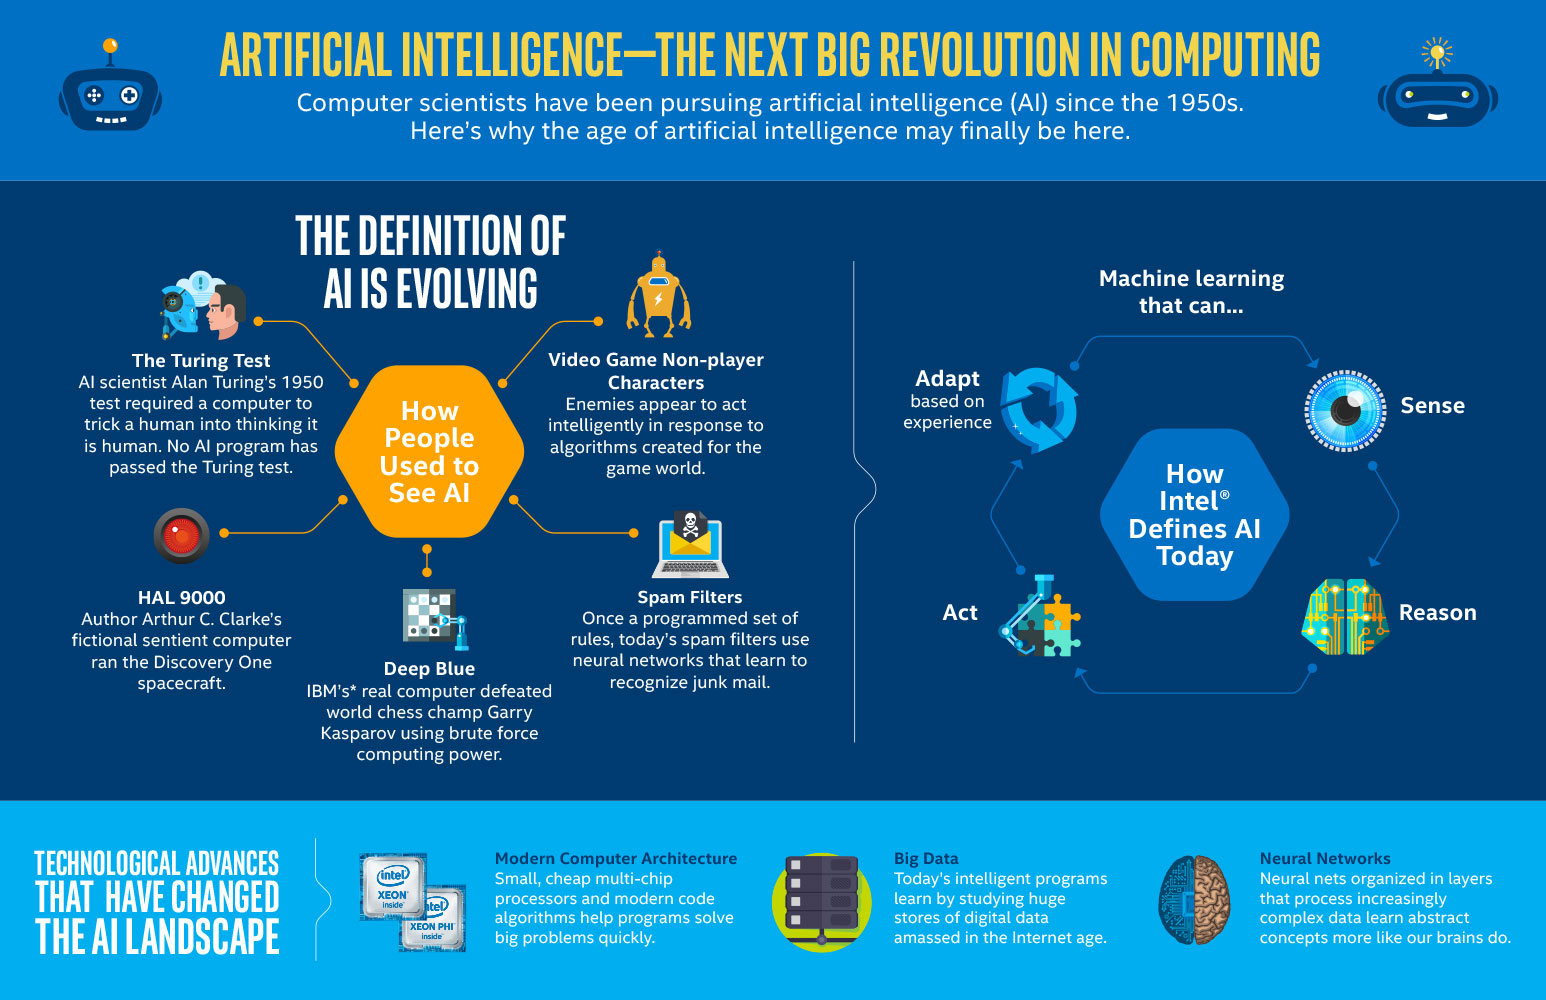 ARTIFICIAL INTELLIGENCE—THE NEXT BIG REVOLUTION IN COMPUTING
Computer scientists have been pursuing artificial intelligence (AI) since the 1950s.
Here's why the age of artificial intelligence may finally be here.
THE DEFINITION OF
AI IS EVOLVING
The Turing Test
AI scientist Alan Turing's 1950
test required a computer to
trick a human into thinking it
is human. No AI program has
passed the Turing test.
Video Game Non-player
Characters
Enemies appear to act
intelligently in response to
algorithms created for the
game world.
How
People
Used to
See AI
HAL 9000
Author Arthur C. Clarke's
fictional sentient computer
ran the Discovery One
spacecraft.
Deep Blue
IBM's* real computer defeated
world chess champ Garry
Kasparov using brute force
computing power.
Spam Filters
Once a programmed set of
rules, today's spam filters use
neural networks that learn to
recognize junk mail.
Machine learning
that can...
Adapt
based on
experience
Sense
How
Intel®
Defines AI
Today
Act
Reason
TECHNOLOGICAL ADVANCES
THAT HAVE CHANGED
THE AI LANDSCAPE
intel
XEON
inside
intel
XEON PHI
inside
Modern Computer Architecture
Small, cheap multi-chip
processors and modern code
algorithms help programs solve
big problems quickly.
Big Data
Today's intelligent programs
learn by studying huge
stores of digital data
amassed in the Internet age.
Neural Networks
Neural nets organized in layers
that process increasingly
complex data learn abstract
concepts more like our brains do.